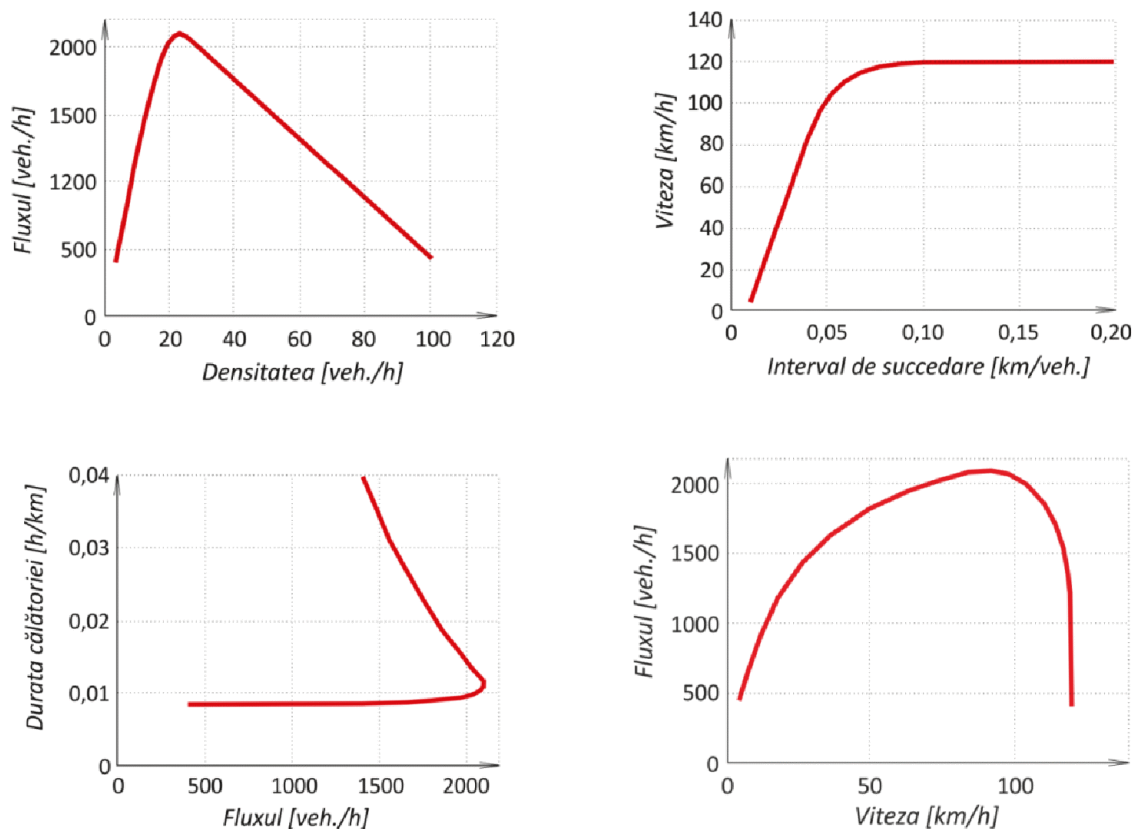 2000
1500
1200
500
0
Fluxul [veh./h]
0 20 40 60 80 100 120
Densitatea [veh./h]
140
120
100
80
60
40
20
0
Viteza [km/h]
0 0,05 0,10 0,15 0,20
Interval de succedare [km/veh.]
0,04
0,03
0,02
0,01
0
Durata călătoriei [h/km]
0 500 1000 1500 2000
Fluxul [veh./h]
2000
1500
1000
500
0
Fluxul [veh./h]
0 50 100
Viteza [km/h]